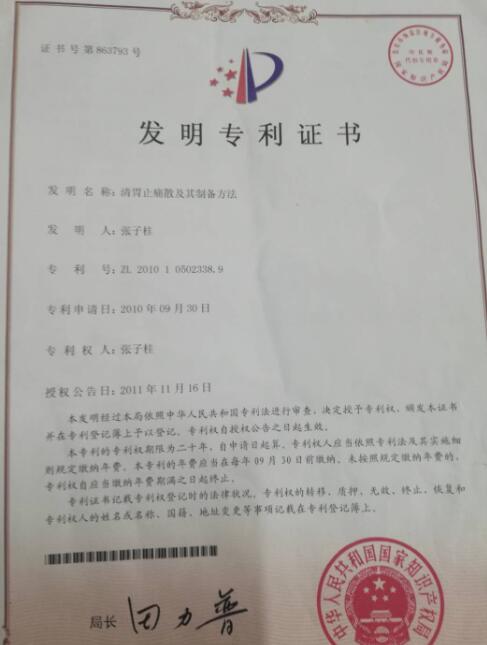 证书号第863793号
发明专利证书
发明名称：清胃止痛散及其制备方法
发明人：张子柱
专利号：ZL 2010 1 0502338.9
专利申请日：2010年09月30日
专利权人：张子柱
授权公告日：2011年11月16日
本发明经过本局依照中华人民共和国专利法进行审查，决定授予专利权，颁发本证书
并在专利登记簿上予以登记。专利权自授权公告之日起生效。
本专利的专利权期限为二十年，自申请日起算。专利权人应当依照专利法及其实施细
则规定缴纳年费。本专利的年费应当在每年09月30日前缴纳。未按照规定缴纳年费的，
专利权自应当缴纳年费期满之日起终止。
专利证书记载专利权登记时的法律状况。专利权的转移、质押、无效、终止、恢复和
专利权人的姓名或名称、国籍、地址变更等事项记载在专利登记簿上。
局长 田力普
中华人民共和国国家知识产权局